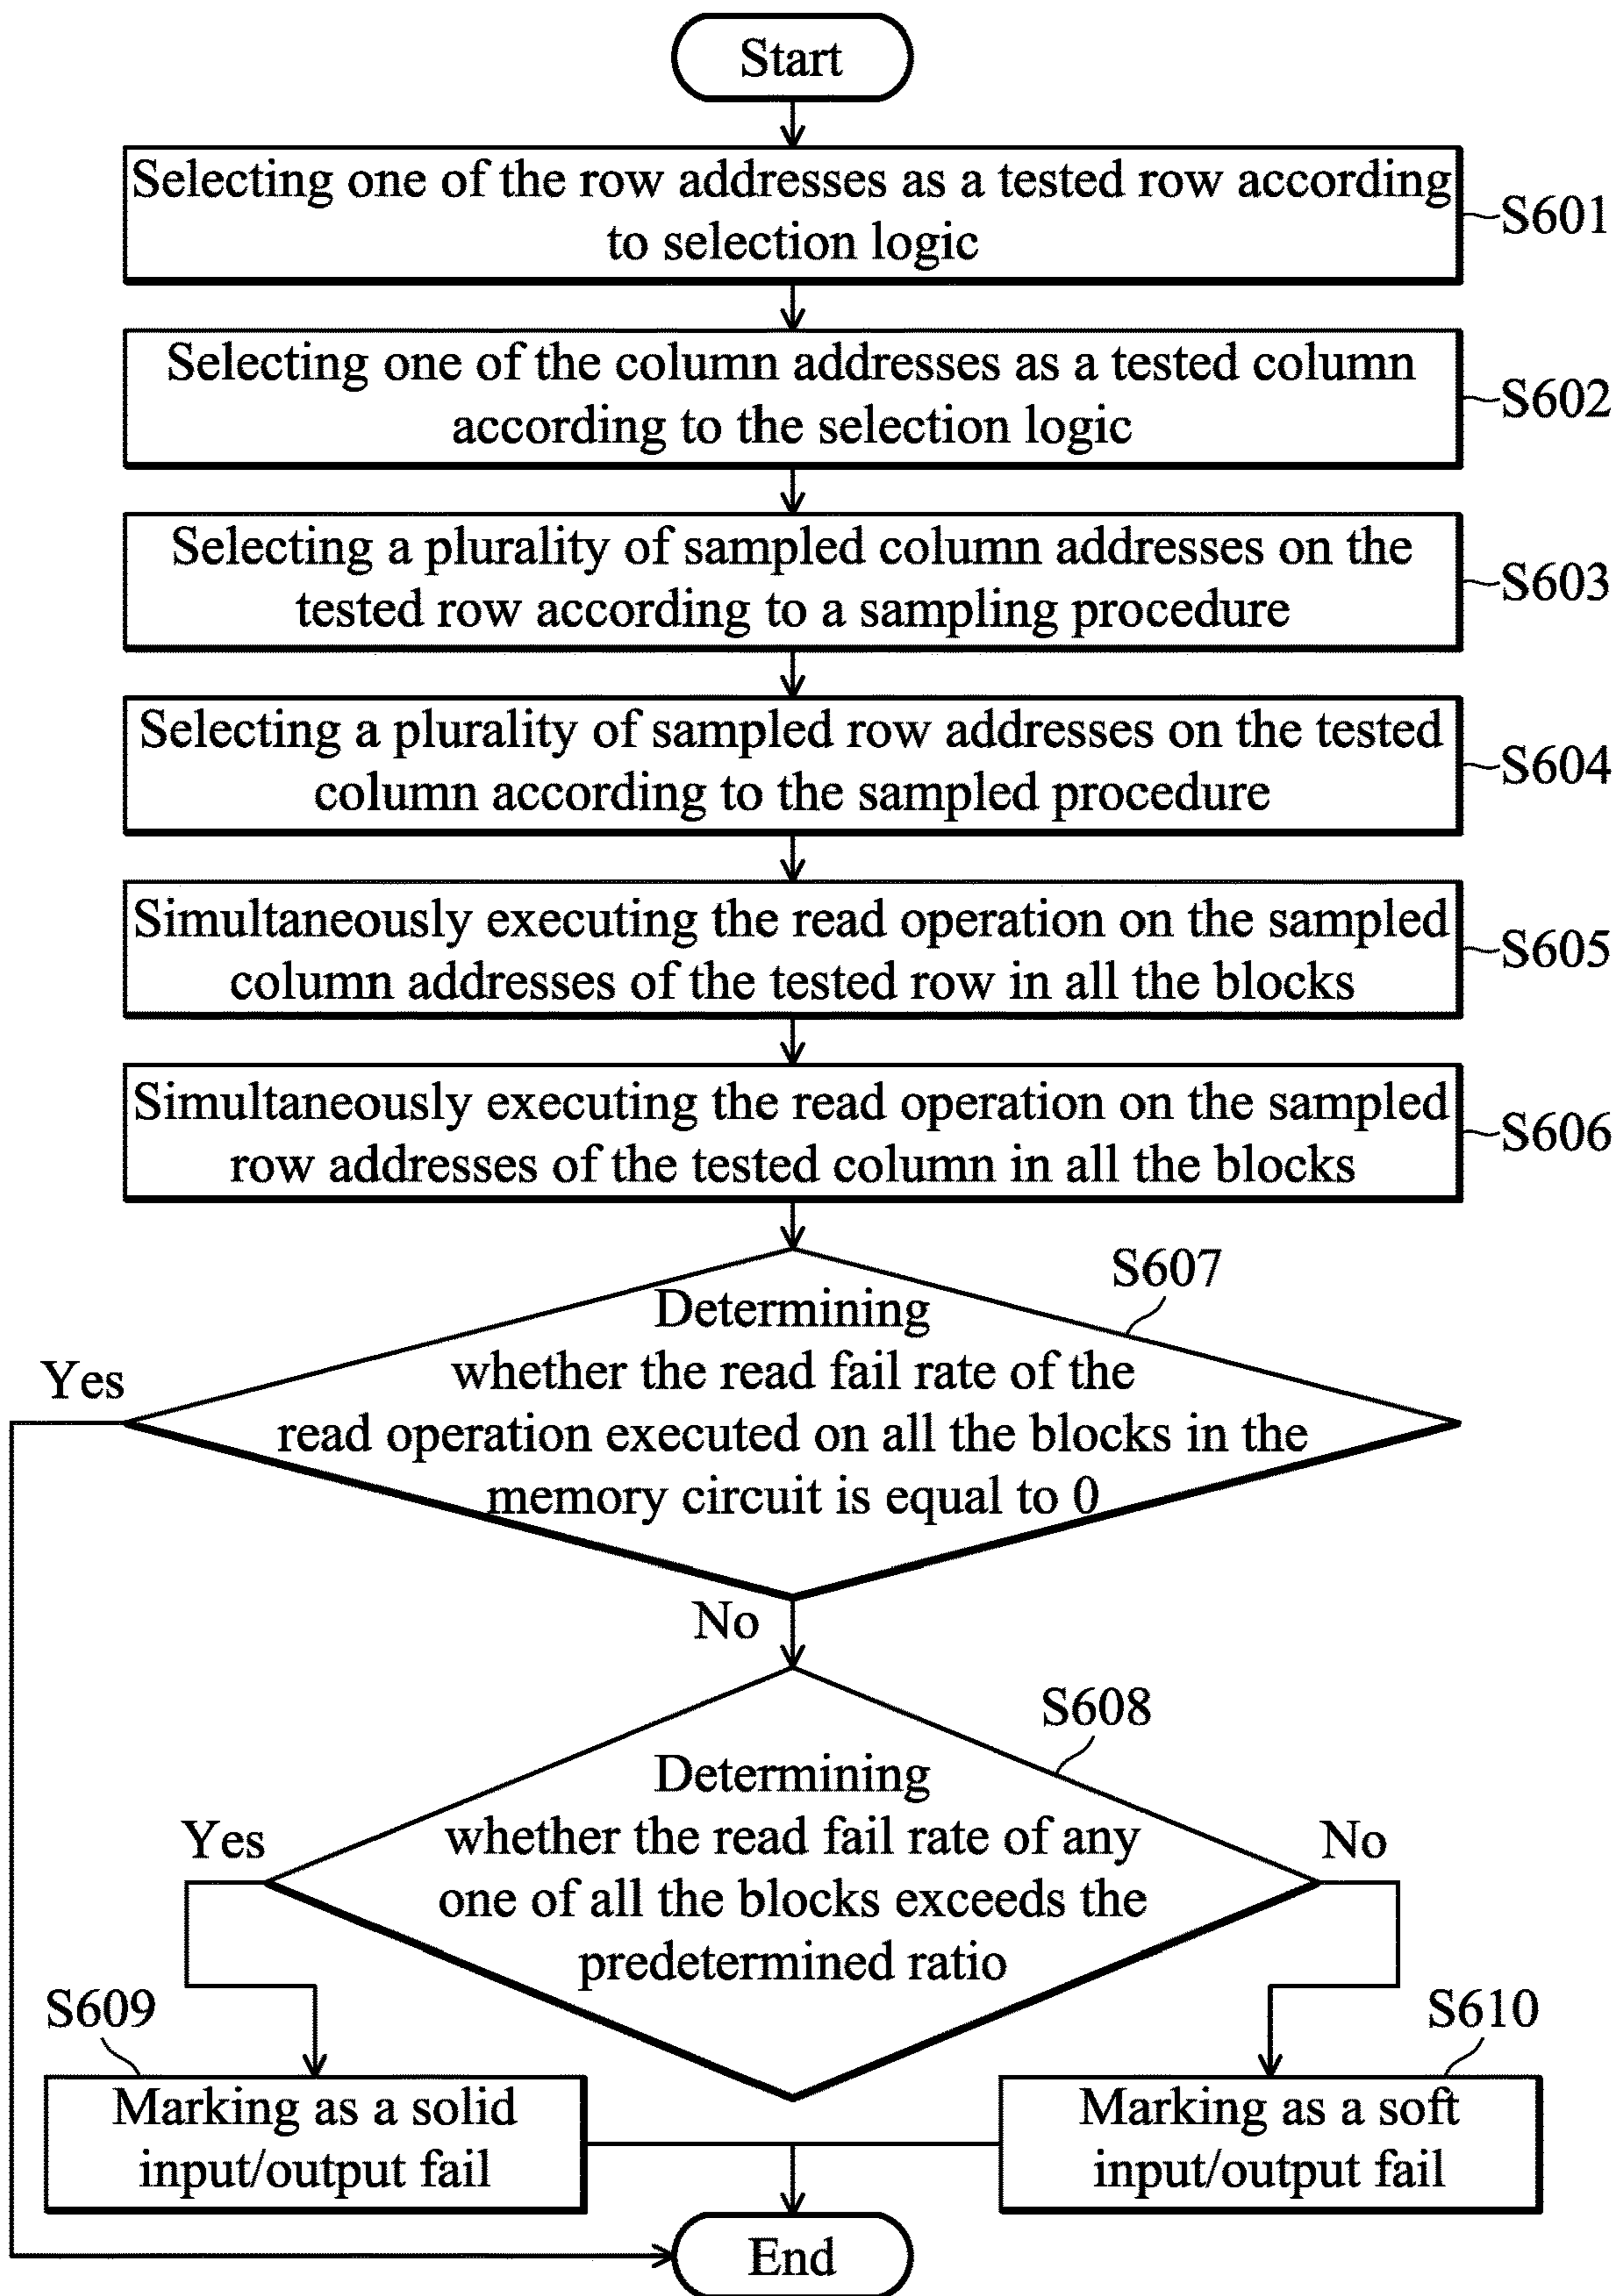 Start
Selecting one of the row addresses as a tested row according
to selection logic
S601
Selecting one of the column addresses as a tested column
according to the selection logic
S602
Selecting a plurality of sampled column addresses on the
tested row according to a sampling procedure
S603
Selecting a plurality of sampled row addresses on the tested
column according to the sampled procedure
S604
Simultaneously executing the read operation on the sampled
column addresses of the tested row in all the blocks
S605
Simultaneously executing the read operation on the sampled
row addresses of the tested column in all the blocks
S606
S607
Determining
whether the read fail rate of the
read operation executed on all the blocks in the
memory circuit is equal to 0
Yes
No
S608
Determining
whether the read fail rate of any
one of all the blocks exceeds the
predetermined ratio
Yes
No
S609
Marking as a solid
input/output fail
S610
Marking as a soft
input/output fail
End